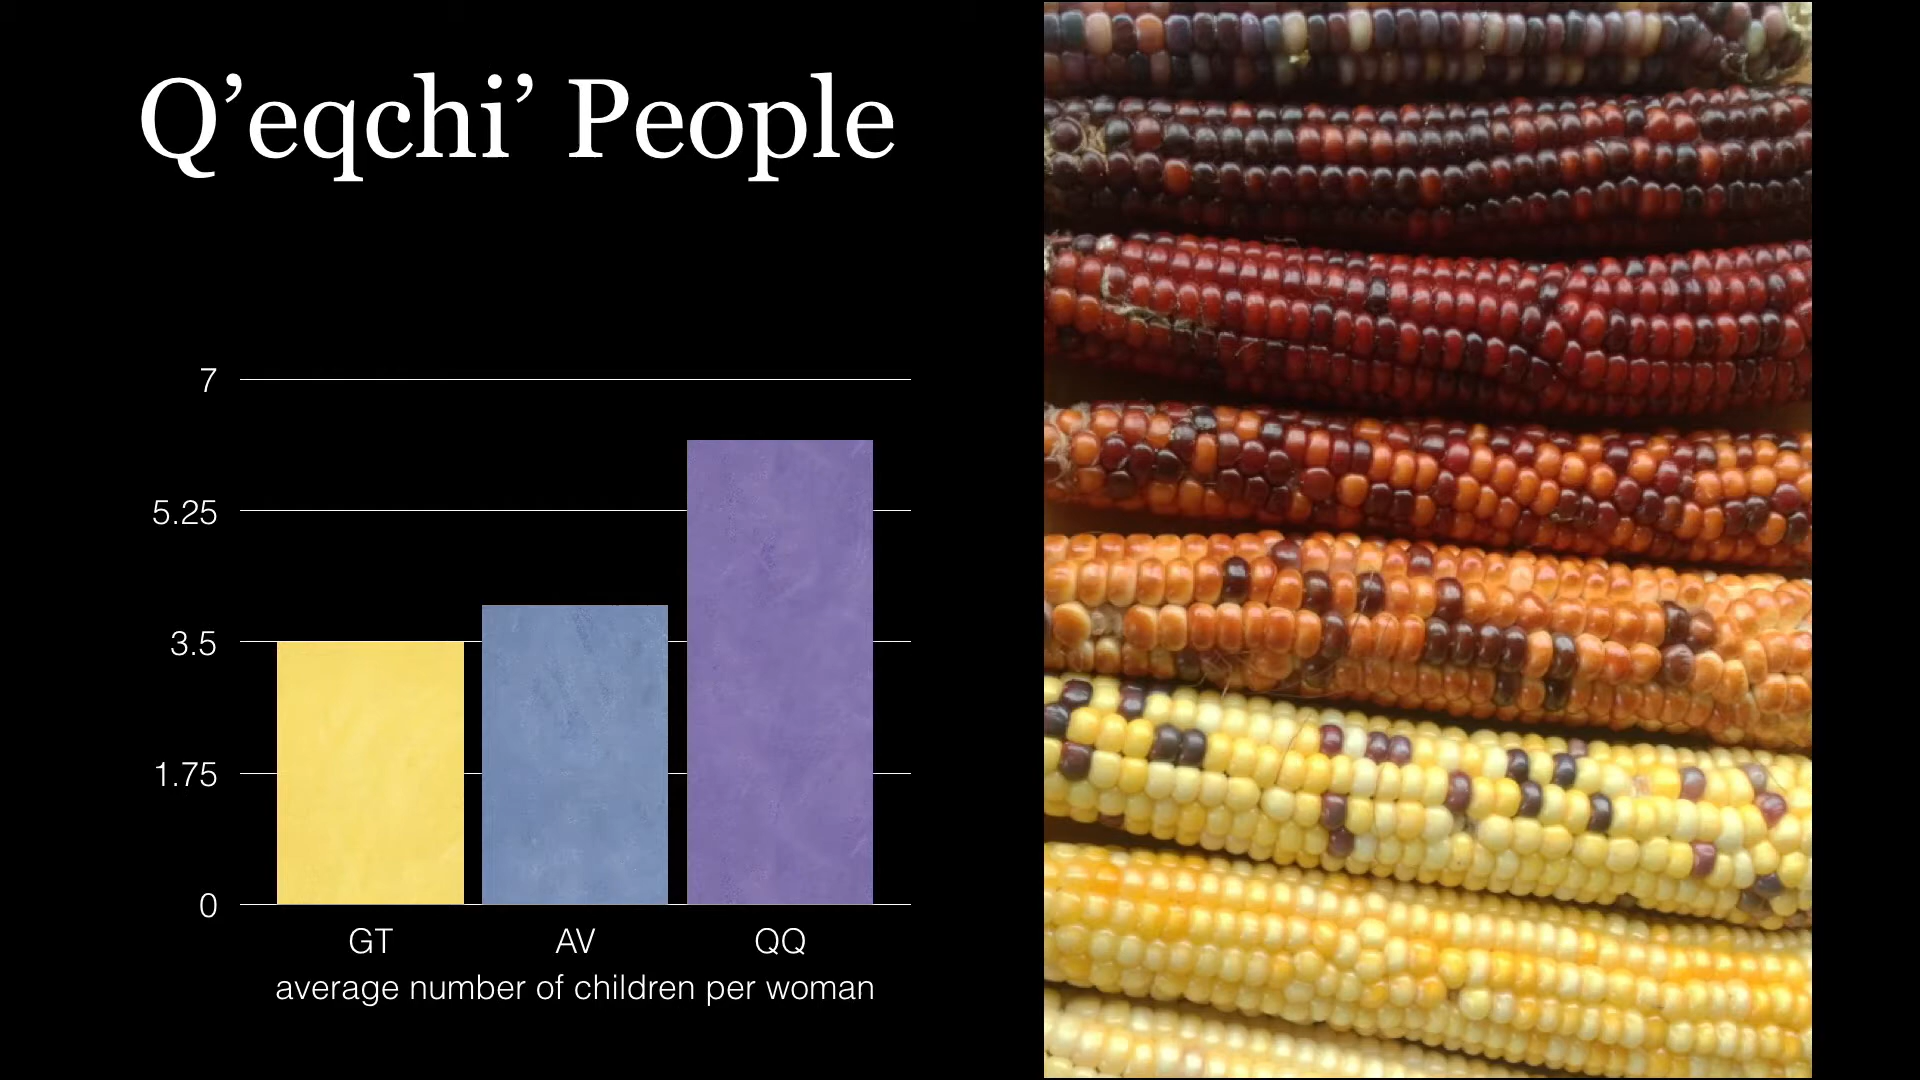 Q’eqchi’ People
7
5.25
3.5
1.75
0
GT AV QQ
average number of children per woman